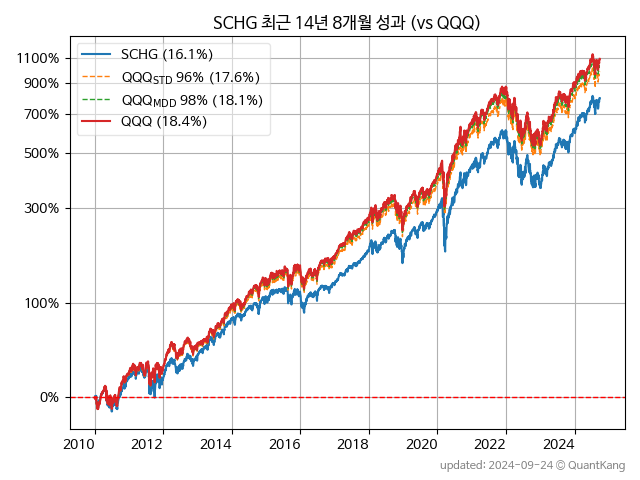 SCHG 최근 14년 8개월 성과 (vs QQQ)
SCHG (16.1%)
QQQSTD 96% (17.6%)
QQQMDD 98% (18.1%)
QQQ (18.4%)
1100%
900%
700%
500%
300%
100%
0%
2010 2012 2014 2016 2018 2020 2022 2024
updated: 2024-09-24 © QuantKang